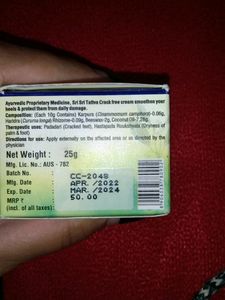 Ayurvedic Proprietary Medicine, Sri Sri Tattva Crack free cream smoothes your
heels & protect them from daily damage.
Composition: (Each 10g Contains) Karpura (Cinnamomum camphora)-0.06g,
Haridra (Curcuma longa) Rhizome-0.09g, Beeswax-2g, Coconut Oil-7.28g.
Therapeutic uses: Padadari (Cracked feet), Hastapada Roukshyata (Dryness of
palm & foot)
Directions for use: Apply externally on the affected area or as directed by the
physician
Net Weight : 25g
Mfg. Lic. No.: AUS - 782
Batch No. CC-2048
Mfg. Date APR./2022
Exp. Date MAR./2024
MRP ₹ 50.00
(incl. of all taxes):